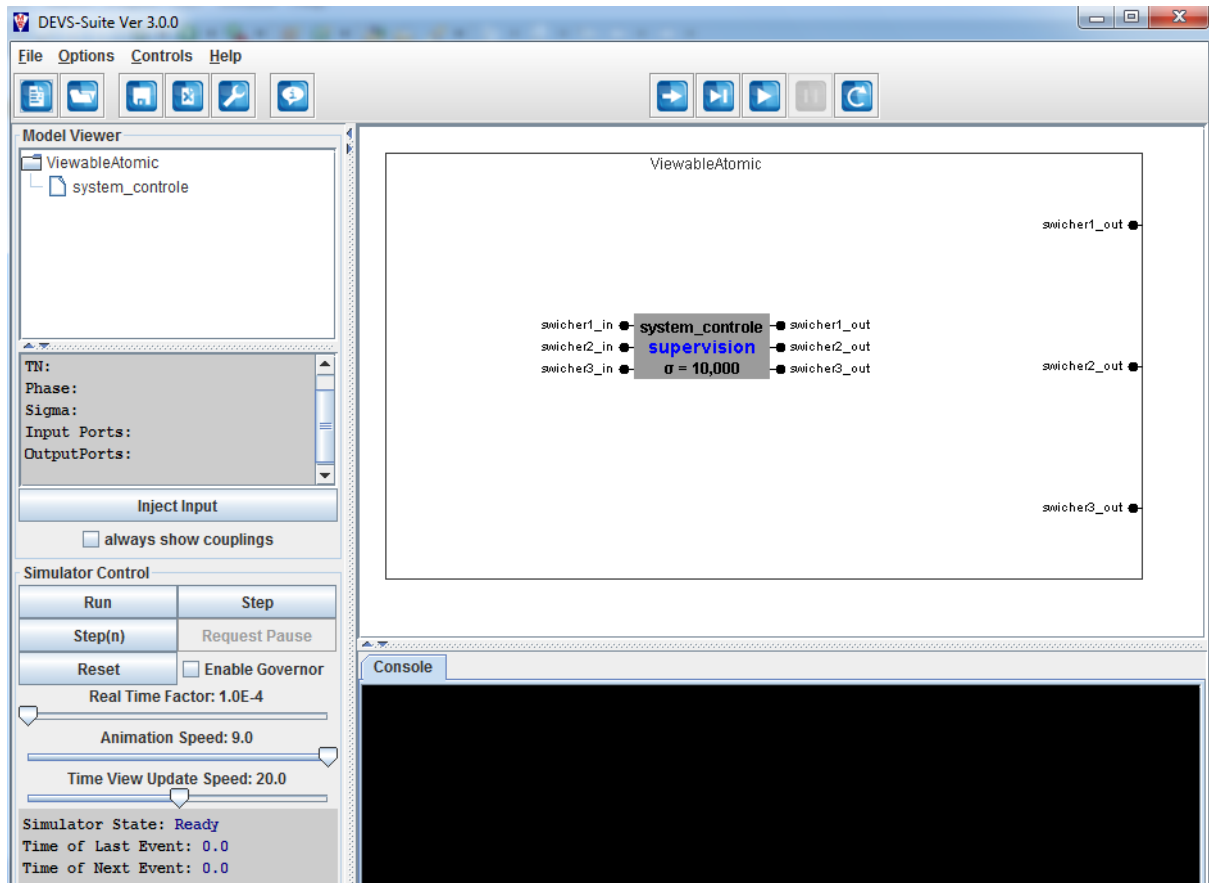 DEVS-Suite Ver 3.0.0
File Options Controls Help
Model Viewer
ViewableAtomic
system_controle
TN:
Phase:
Sigma:
Input Ports:
OutputPorts:
Inject Input
always show couplings
Simulator Control
Run Step
Step(n) Request Pause
Reset Enable Governor
Real Time Factor: 1.0E-4
Animation Speed: 9.0
Time View Update Speed: 20.0
Simulator State: Ready
Time of Last Event: 0.0
Time of Next Event: 0.0
ViewableAtomic
swicher1_out
swicher1_in system_controle swicher1_out
swicher2_in supervision swicher2_out
swicher3_in σ = 10,000 swicher3_out
swicher2_out
swicher3_out
Console